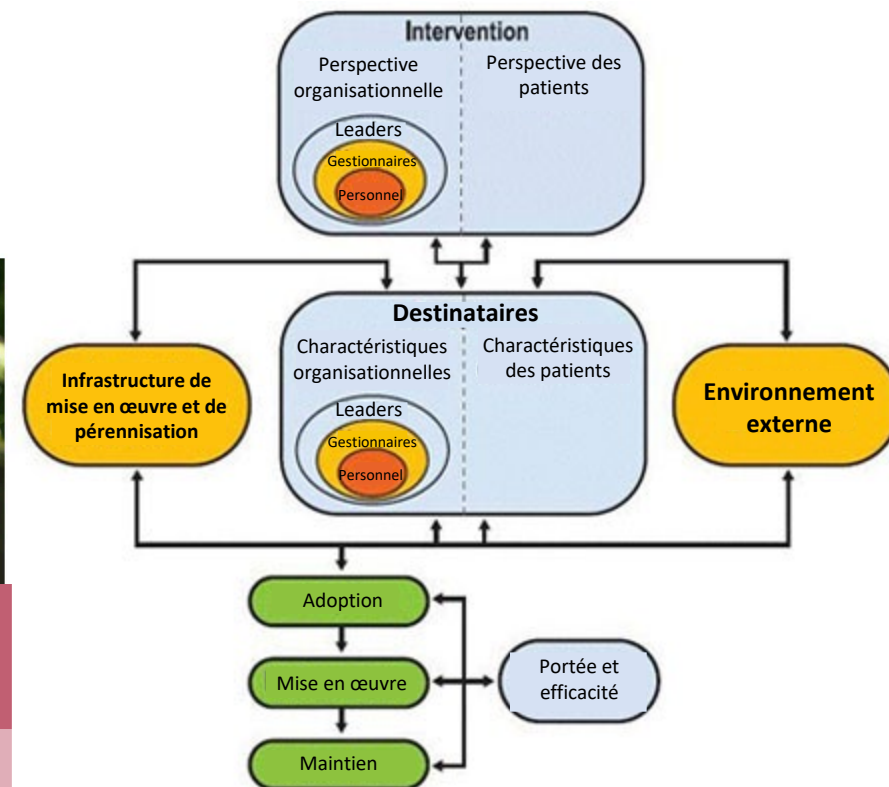 Intervention
Perspective
organisationnelle
Perspective des
patients
Leaders
Gestionnaires
Personnel
Destinataires
Charactéristiques
organisationnelles
Charactéristiques
des patients
Leaders
Gestionnaires
Personnel
Infrastructure de
mise en œuvre et de
pérennisation
Environnement
externe
Adoption
Mise en œuvre
Maintien
Portée et
efficacité